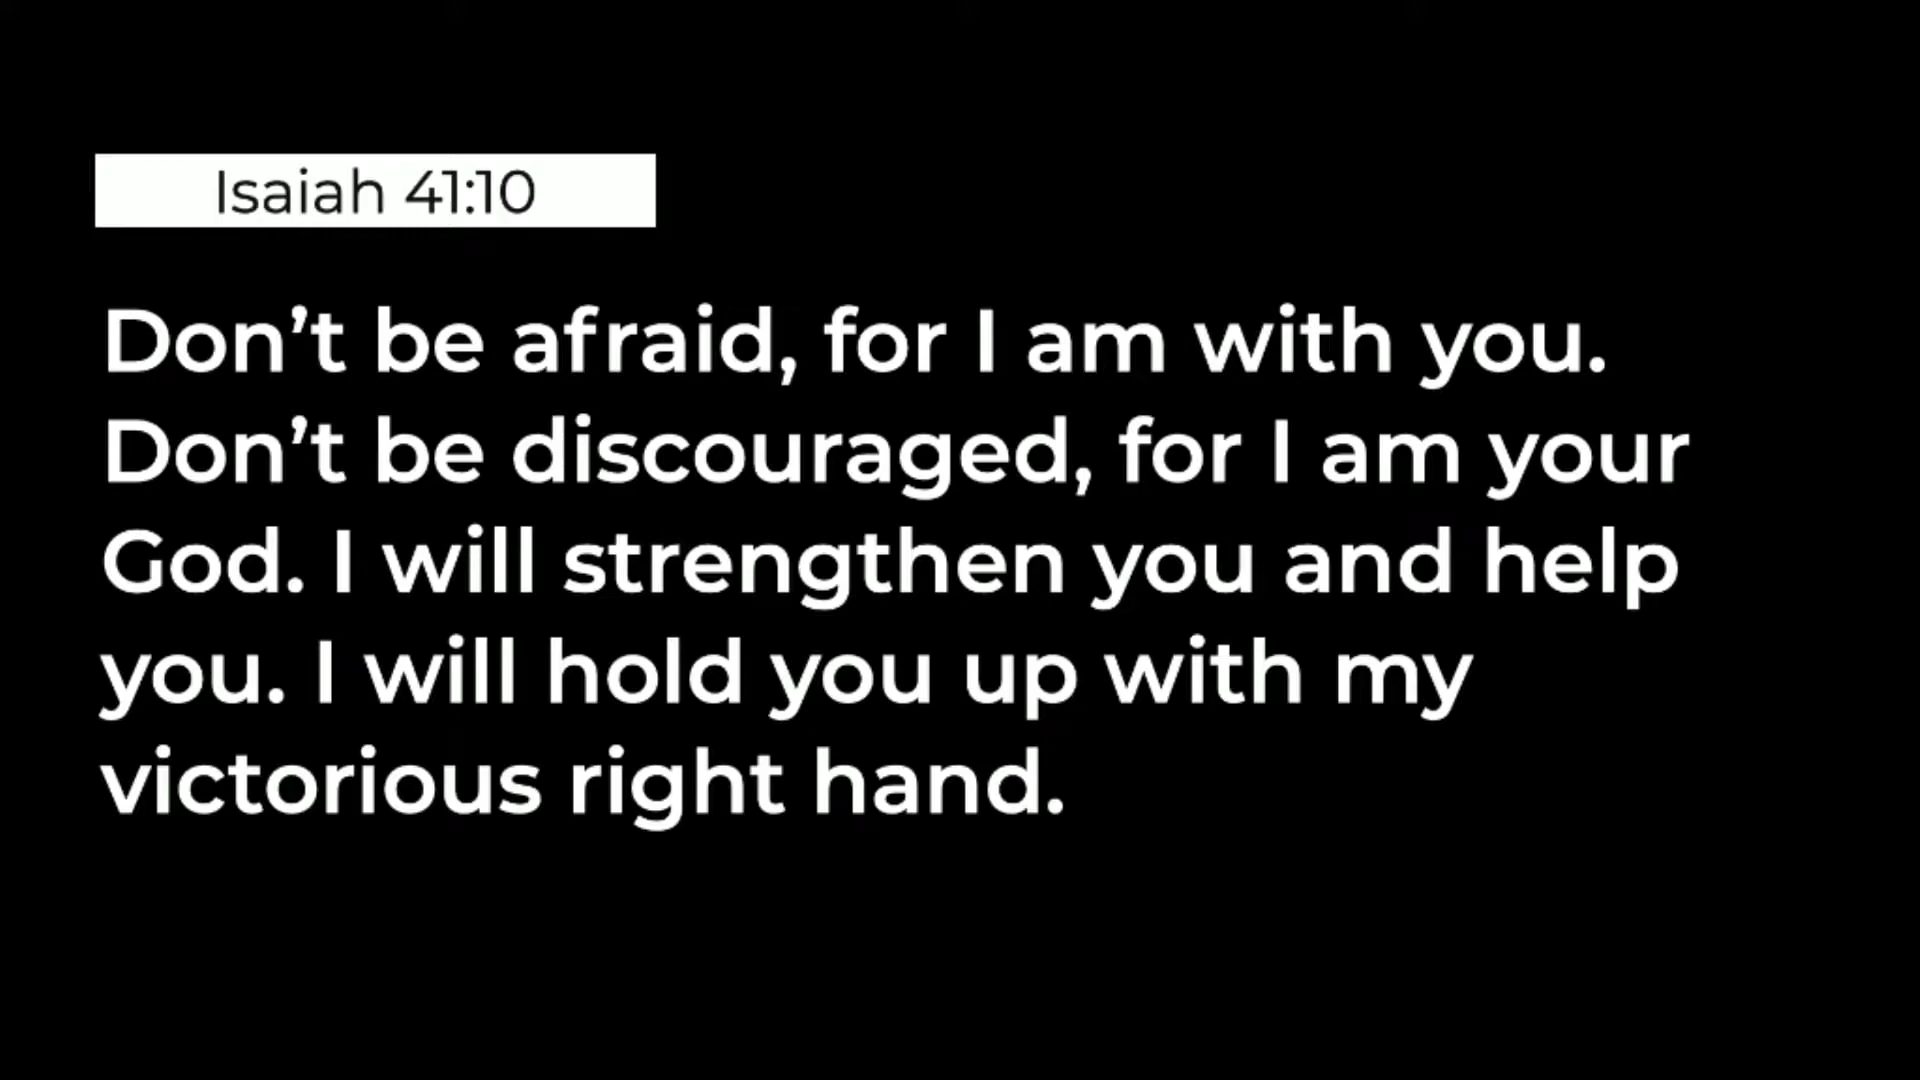 Isaiah 41:10
Don’t be afraid, for I am with you.
Don’t be discouraged, for I am your
God. I will strengthen you and help
you. I will hold you up with my
victorious right hand.